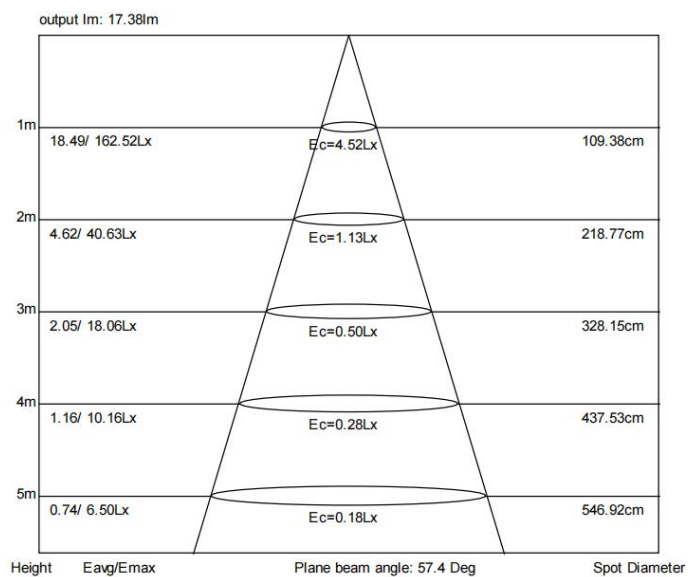 output lm: 17.38lm
1m
18.49/ 162.52Lx
Ec=4.52Lx
109.38cm
2m
4.62/ 40.63Lx
Ec=1.13Lx
218.77cm
3m
2.05/ 18.06Lx
Ec=0.50Lx
328.15cm
4m
1.16/ 10.16Lx
Ec=0.28Lx
437.53cm
5m
0.74/ 6.50Lx
Ec=0.18Lx
546.92cm
Height Eavg/Emax Plane beam angle: 57.4 Deg Spot Diameter